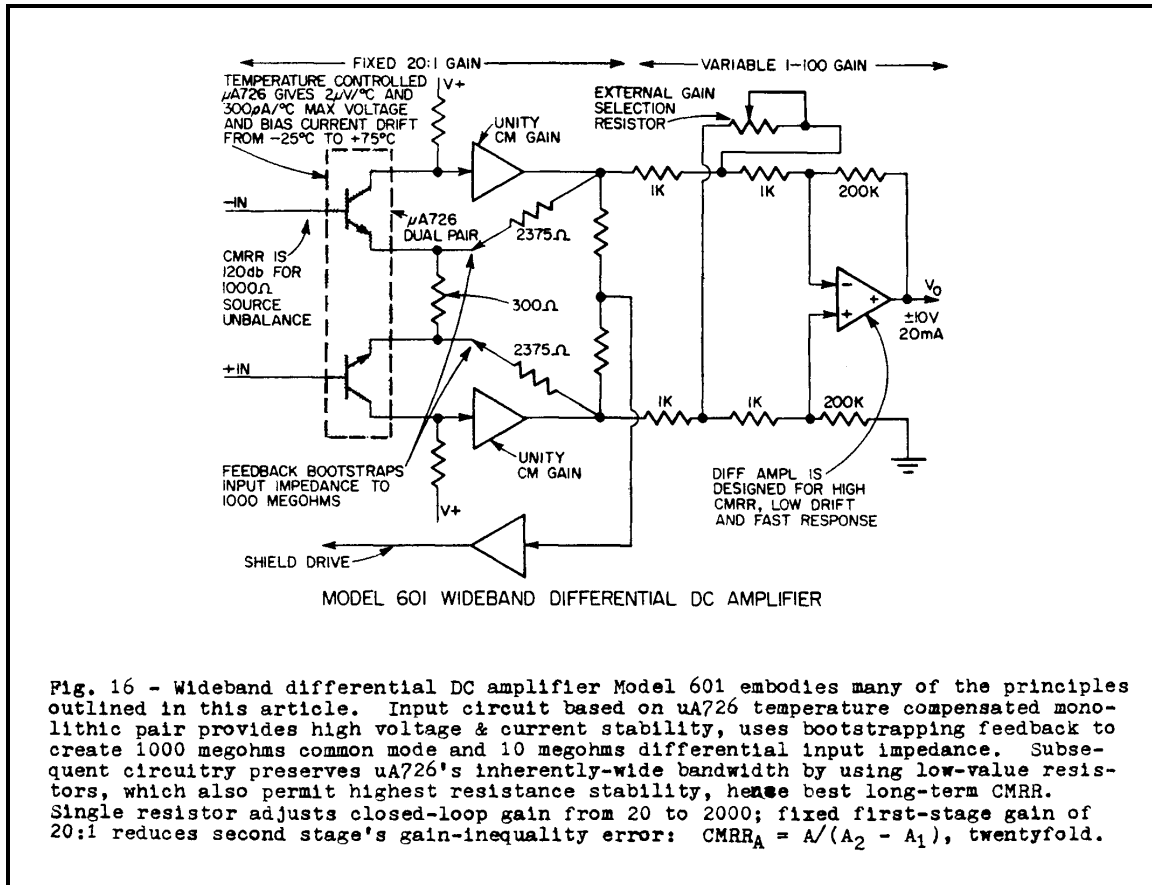 FIXED 20:1 GAIN
VARIABLE 1-100 GAIN
TEMPERATURE CONTROLLED
μA726 GIVES 2μV/°C AND
300ρA/°C MAX VOLTAGE
AND BIAS CURRENT DRIFT
FROM -25°C TO +75°C
V+
UNITY
CM GAIN
EXTERNAL GAIN
SELECTION
RESISTOR
1K
1K
200K
-IN
μA726
DUAL PAIR
2375Ω
CMRR IS
120db FOR
1000Ω
SOURCE
UNBALANCE
300Ω
-
+
+
V₀
±10V
20mA
2375Ω
+IN
1K
1K
200K
UNITY
CM GAIN
FEEDBACK BOOTSTRAPS
INPUT IMPEDANCE TO
1000 MEGOHMS
V+
DIFF AMPL IS
DESIGNED FOR HIGH
CMRR, LOW DRIFT
AND FAST RESPONSE
SHIELD DRIVE
MODEL 601 WIDEBAND DIFFERENTIAL DC AMPLIFIER
Fig. 16 - Wideband differential DC amplifier Model 601 embodies many of the principles
outlined in this article. Input circuit based on uA726 temperature compensated mono-
lithic pair provides high voltage & current stability, uses bootstrapping feedback to
create 1000 megohms common mode and 10 megohms differential input impedance. Subse-
quent circuitry preserves uA726's inherently-wide bandwidth by using low-value resis-
tors, which also permit highest resistance stability, hence best long-term CMRR.
Single resistor adjusts closed-loop gain from 20 to 2000; fixed first-stage gain of
20:1 reduces second stage's gain-inequality error: CMRR_A = A/(A₂ - A₁), twentyfold.